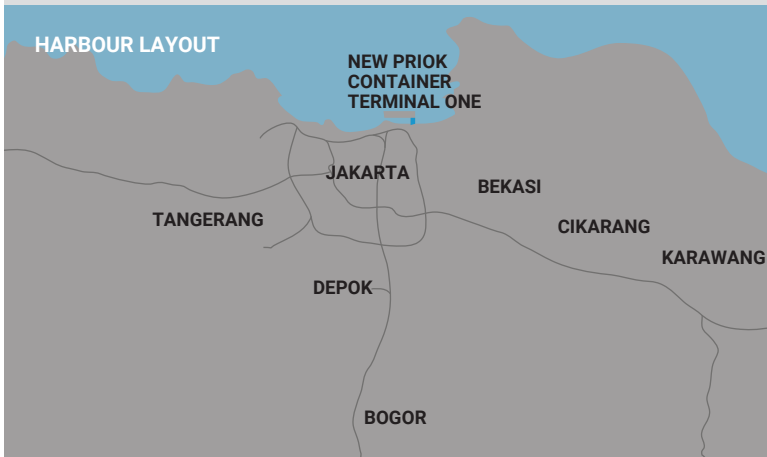 HARBOUR LAYOUT
NEW PRIOK
CONTAINER
TERMINAL ONE
JAKARTA
BEKASI
TANGERANG
CIKARANG
KARAWANG
DEPOK
BOGOR